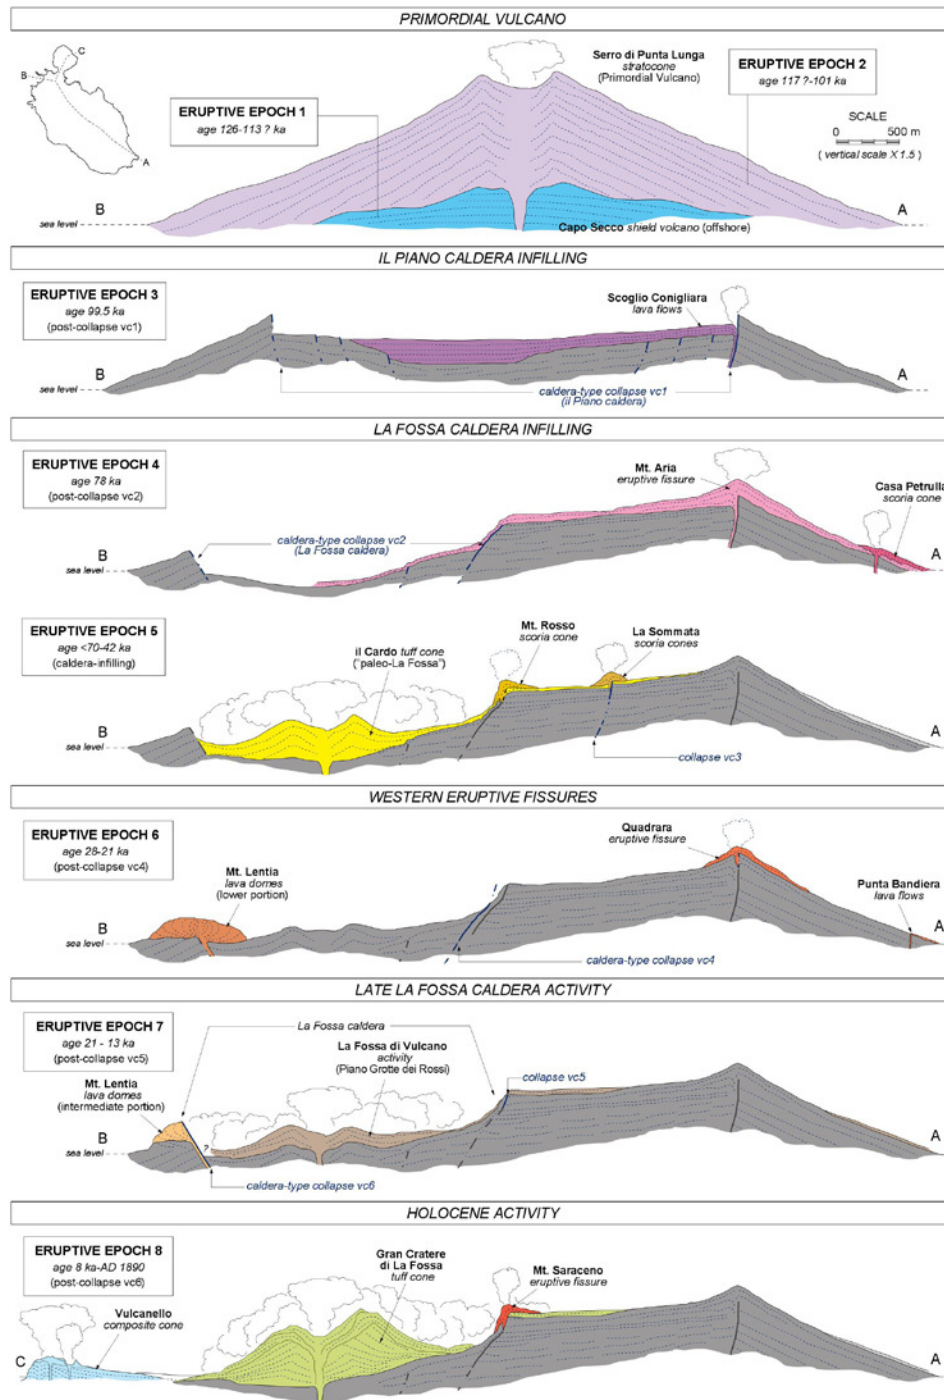 PRIMORDIAL VULCANO
C
B
A
Serro di Punta Lunga
stratocone
(Primordial Vulcano)
ERUPTIVE EPOCH 2
age 117 ?-101 ka
ERUPTIVE EPOCH 1
age 126-113 ? ka
SCALE
0 500 m
( vertical scale X 1.5 )
B
A
sea level
Capo Secco shield volcano (offshore)
IL PIANO CALDERA INFILLING
ERUPTIVE EPOCH 3
age 99.5 ka
(post-collapse vc1)
Scoglio Conigliara
lava flows
B
A
sea level
caldera-type collapse vc1
(il Piano caldera)
LA FOSSA CALDERA INFILLING
ERUPTIVE EPOCH 4
age 78 ka
(post-collapse vc2)
Mt. Aria
eruptive fissure
Casa Petrulla
scoria cone
caldera-type collapse vc2
(La Fossa caldera)
B
A
sea level
ERUPTIVE EPOCH 5
age <70-42 ka
(caldera-infilling)
il Cardo tuff cone
("paleo-La Fossa")
Mt. Rosso
scoria cone
La Sommata
scoria cones
B
A
sea level
collapse vc3
WESTERN ERUPTIVE FISSURES
ERUPTIVE EPOCH 6
age 28-21 ka
(post-collapse vc4)
Quadrara
eruptive fissure
Mt. Lentia
lava domes
(lower portion)
Punta Bandiera
lava flows
B
A
sea level
caldera-type collapse vc4
LATE LA FOSSA CALDERA ACTIVITY
ERUPTIVE EPOCH 7
age 21 - 13 ka
(post-collapse vc5)
La Fossa caldera
La Fossa di Vulcano
activity
(Piano Grotte dei Rossi)
collapse vc5
Mt. Lentia
lava domes
(intermediate portion)
B
?
A
sea level
caldera-type collapse vc6
HOLOCENE ACTIVITY
ERUPTIVE EPOCH 8
age 8 ka-AD 1890
(post-collapse vc6)
Gran Cratere
di La Fossa
tuff cone
Mt. Saraceno
eruptive fissure
Vulcanello
composite cone
C
A